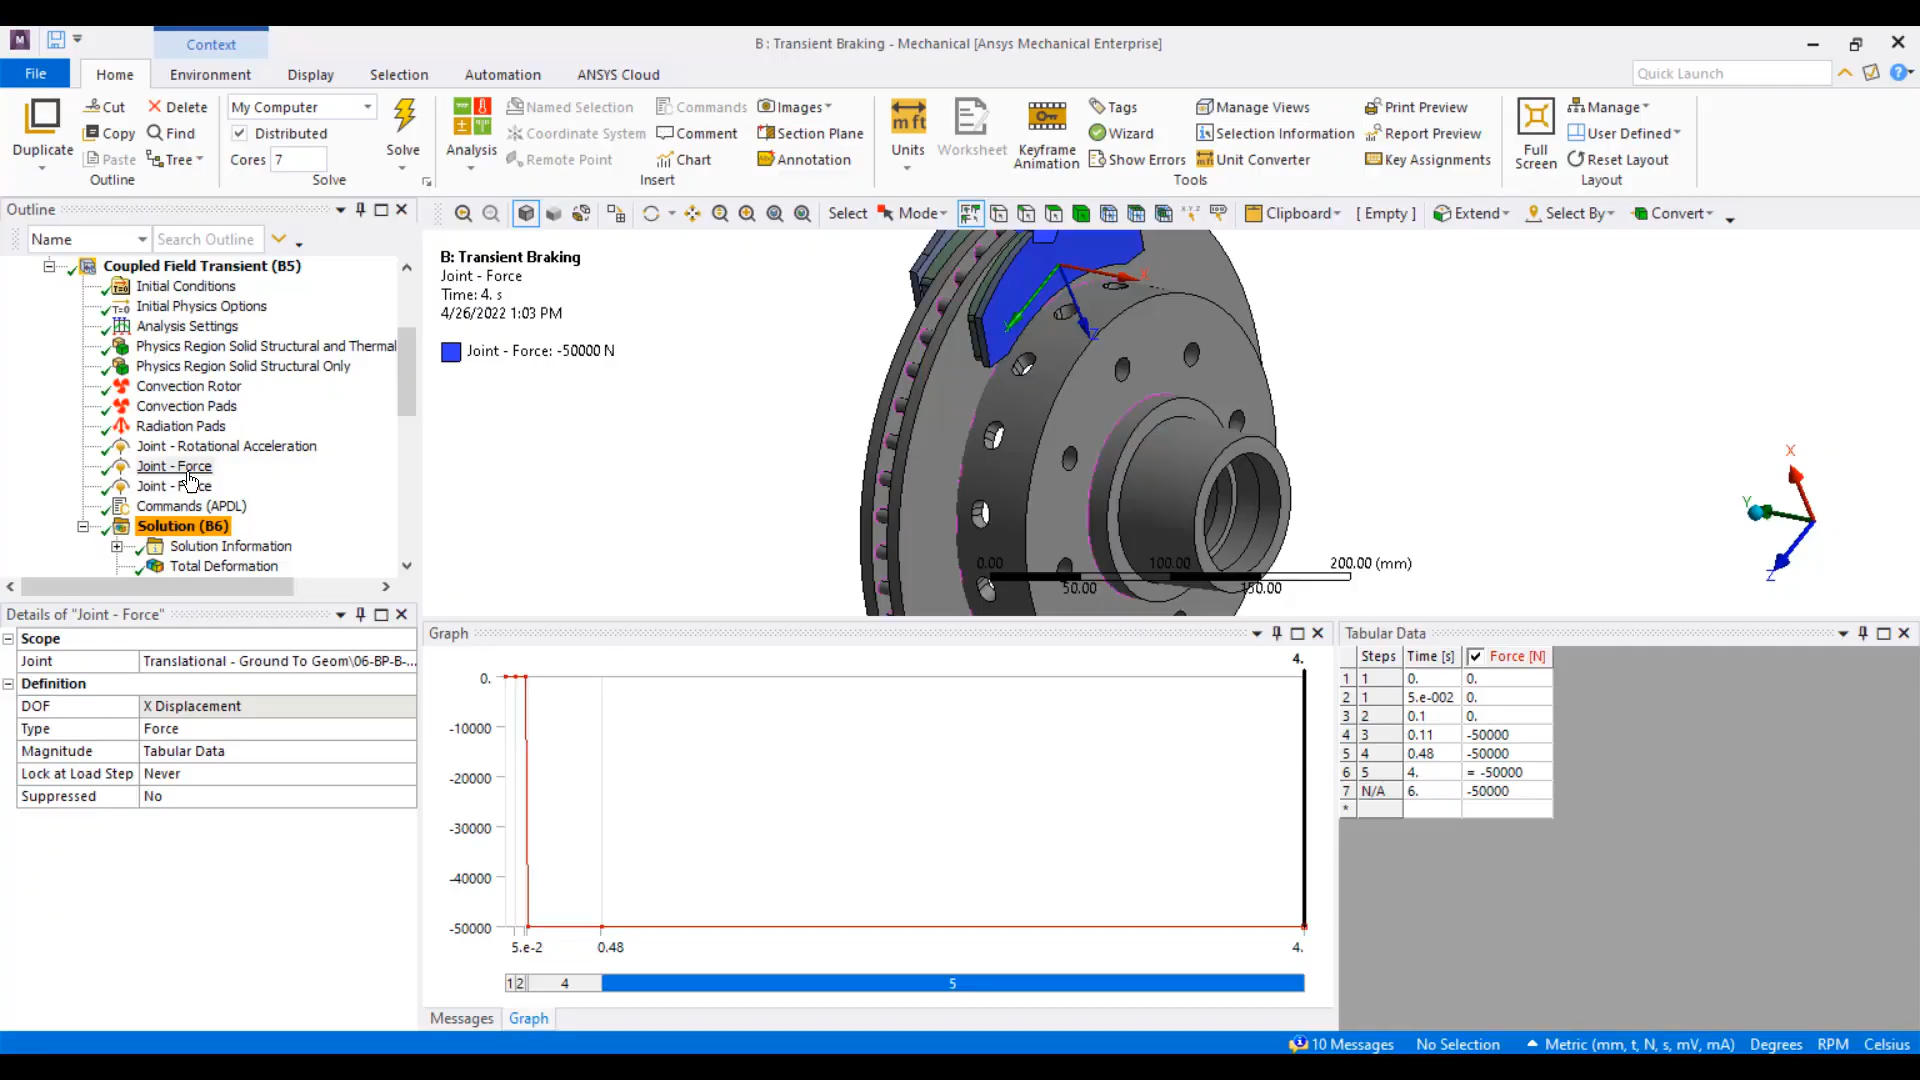 M
Context
B : Transient Braking - Mechanical [Ansys Mechanical Enterprise]
File
Home
Environment
Display
Selection
Automation
ANSYS Cloud
Quick Launch
Duplicate
Cut
Copy
Paste
Delete
Find
Tree
Outline
My Computer
Distributed
Cores 7
Solve
Solve
Analysis
Named Selection
Coordinate System
Remote Point
Commands
Comment
Chart
Images
Section Plane
Annotation
Insert
Units
Worksheet
Keyframe
Animation
Tags
Wizard
Show Errors
Manage Views
Selection Information
Unit Converter
Print Preview
Report Preview
Key Assignments
Tools
Full
Screen
Manage
User Defined
Reset Layout
Layout
Outline
Name
Search Outline
Select
Mode
Clipboard
[ Empty ]
Extend
Select By
Convert
Coupled Field Transient (B5)
Initial Conditions
Initial Physics Options
Analysis Settings
Physics Region Solid Structural and Thermal
Physics Region Solid Structural Only
Convection Rotor
Convection Pads
Radiation Pads
Joint - Rotational Acceleration
Joint - Force
Joint - Force
Commands (APDL)
Solution (B6)
Solution Information
Total Deformation
B: Transient Braking
Joint - Force
Time: 4. s
4/26/2022 1:03 PM
Joint - Force: -50000 N
0.00
100.00
200.00 (mm)
50.00
150.00
X
Y
Z
Details of "Joint - Force"
Scope
Joint Translational - Ground To Geom\06-BP-B-...
Definition
DOF X Displacement
Type Force
Magnitude Tabular Data
Lock at Load Step Never
Suppressed No
Graph
4.
0.
-10000
-20000
-30000
-40000
-50000
5.e-2
0.48
4.
1 2 4 5
Messages
Graph
Tabular Data
Steps Time [s] Force [N]
1 1 0. 0.
2 1 5.e-002 0.
3 2 0.1 0.
4 3 0.11 -50000
5 4 0.48 -50000
6 5 4. = -50000
7 N/A 6. -50000
*
10 Messages
No Selection
Metric (mm, t, N, s, mV, mA)
Degrees
RPM
Celsius